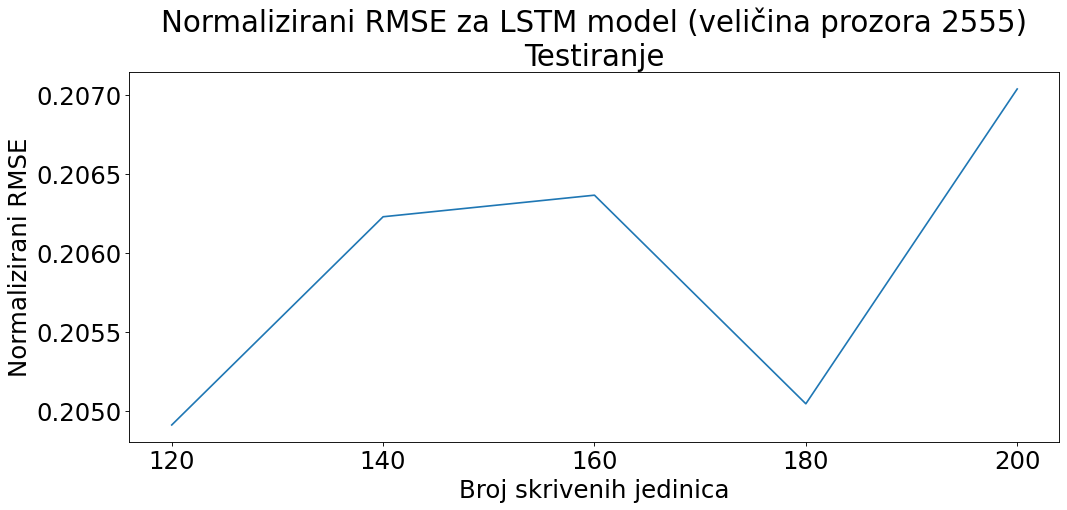 Normalizirani RMSE za LSTM model (veličina prozora 2555)
Testiranje
Normalizirani RMSE
0.2070
0.2065
0.2060
0.2055
0.2050
120 140 160 180 200
Broj skrivenih jedinica